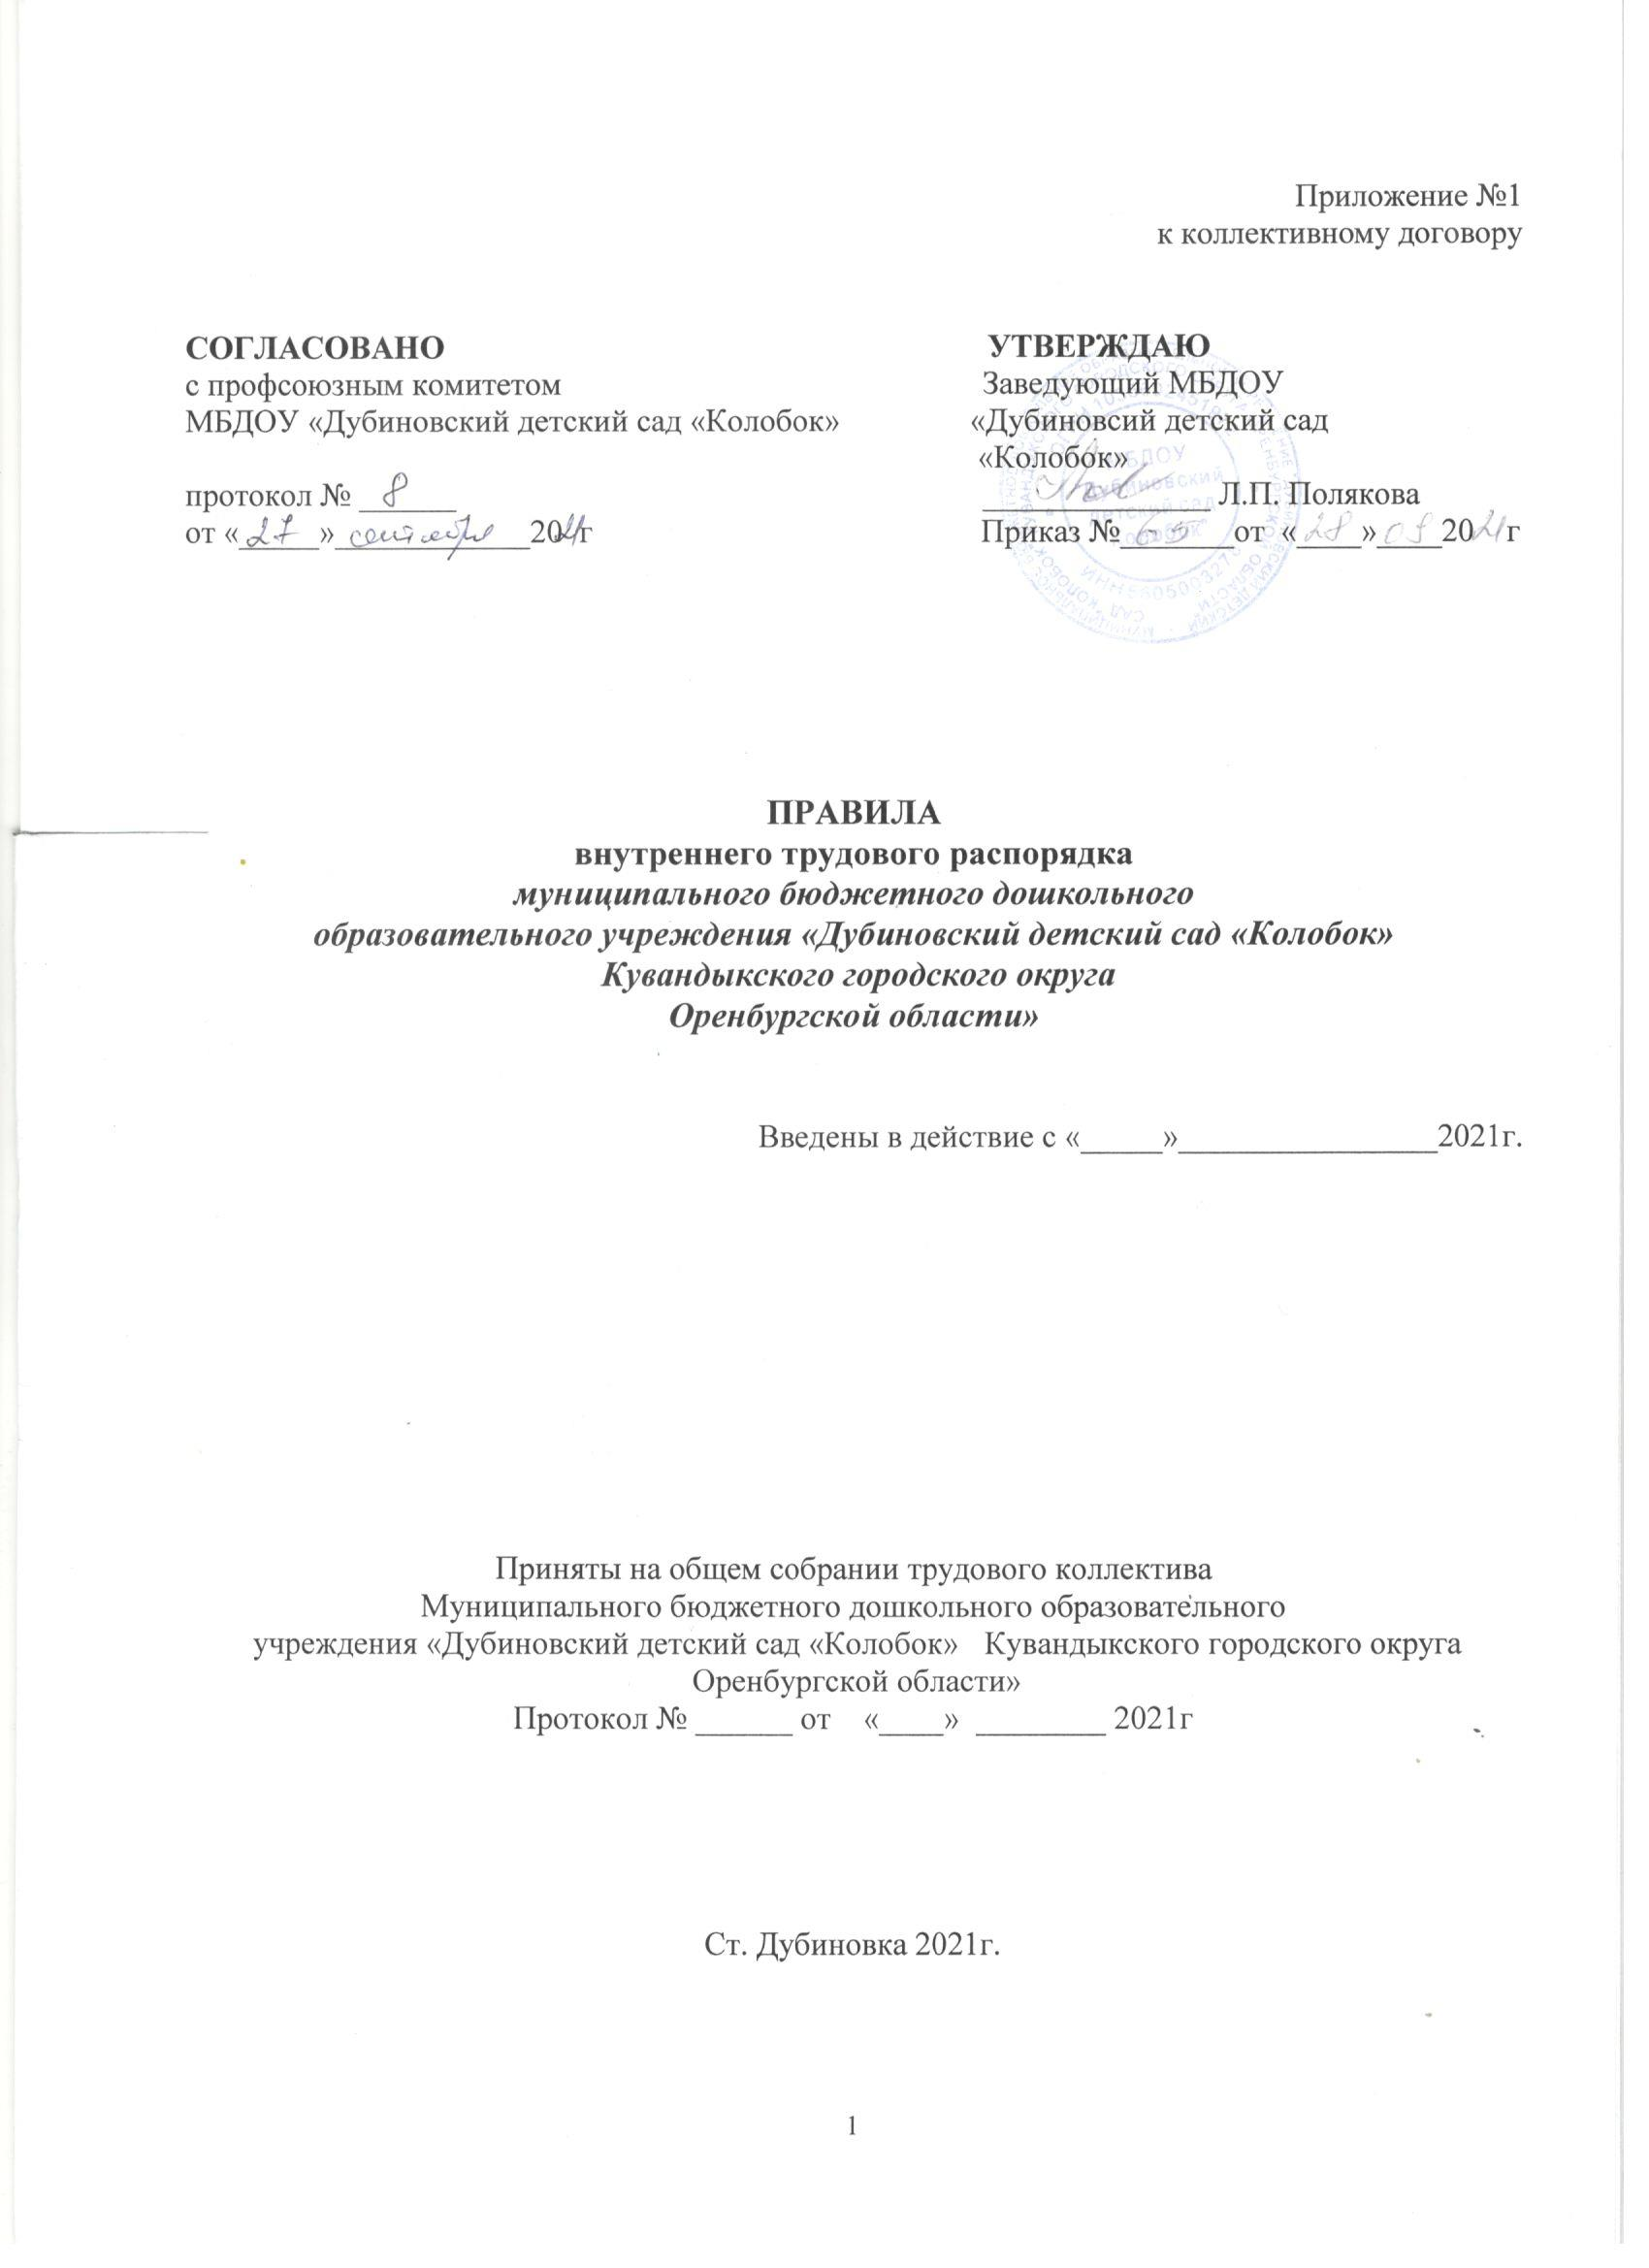 Приложение №1
к коллективному договору
СОГЛАСОВАНО
с профсоюзным комитетом
МБДОУ «Дубиновский детский сад «Колобок»
протокол № 8
от «27» сентября 2021г
УТВЕРЖДАЮ
Заведующий МБДОУ
«Дубиновсий детский сад
«Колобок»
Л.П. Полякова
Приказ № 65 от «28» 09 2021г
ПРАВИЛА
внутреннего трудового распорядка
муниципального бюджетного дошкольного
образовательного учреждения «Дубиновский детский сад «Колобок»
Кувандыкского городского округа
Оренбургской области»
Введены в действие с «_____»________________2021г.
Приняты на общем собрании трудового коллектива
Муниципального бюджетного дошкольного образовательного
учреждения «Дубиновский детский сад «Колобок» Кувандыкского городского округа
Оренбургской области»
Протокол № ______ от «____» ________ 2021г
Ст. Дубиновка 2021г.
1